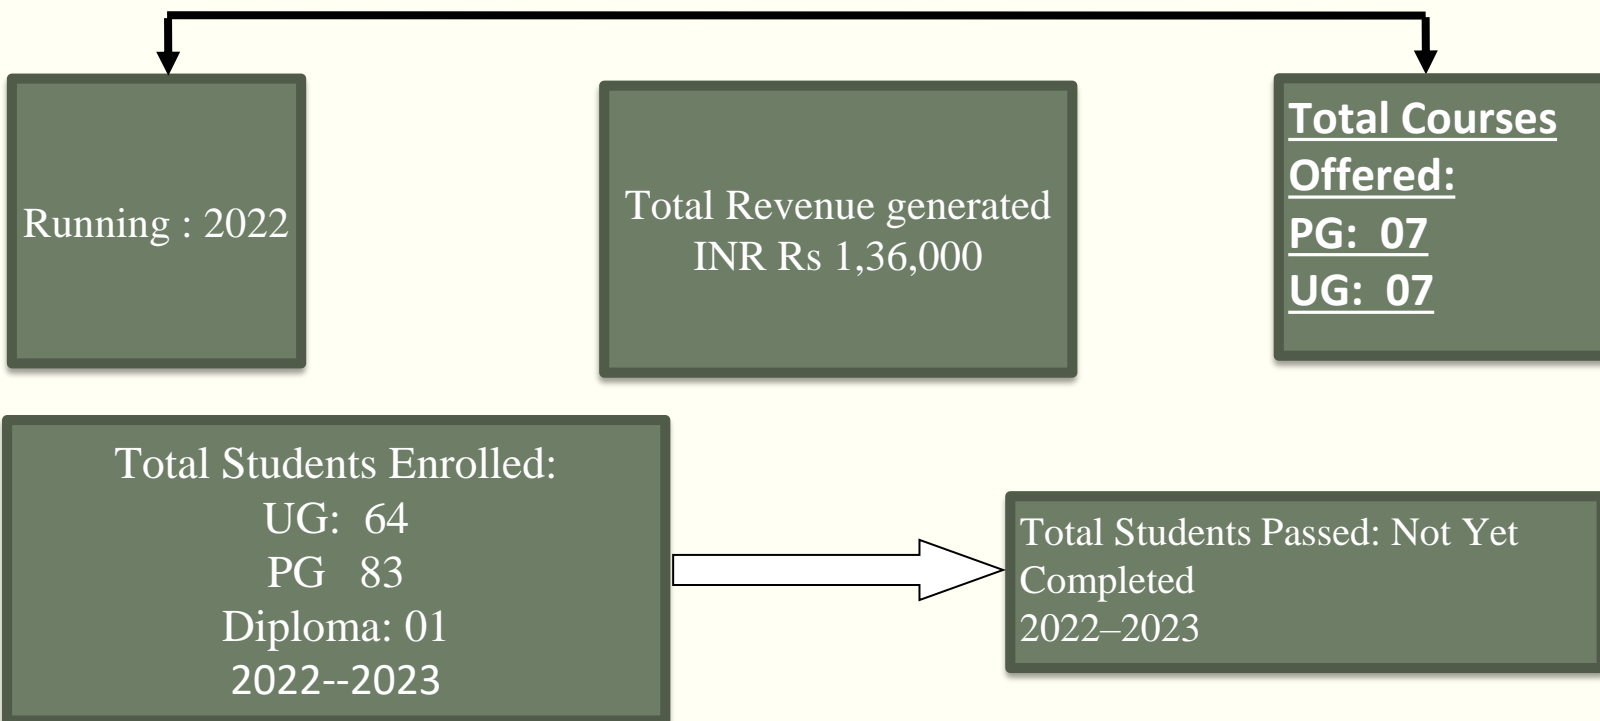 Running : 2022
Total Revenue generated
INR Rs 1,36,000
Total Courses
Offered:
PG:  07
UG:  07
Total Students Enrolled:
UG:  64
PG   83
Diploma: 01
2022--2023
Total Students Passed: Not Yet
Completed
2022–2023